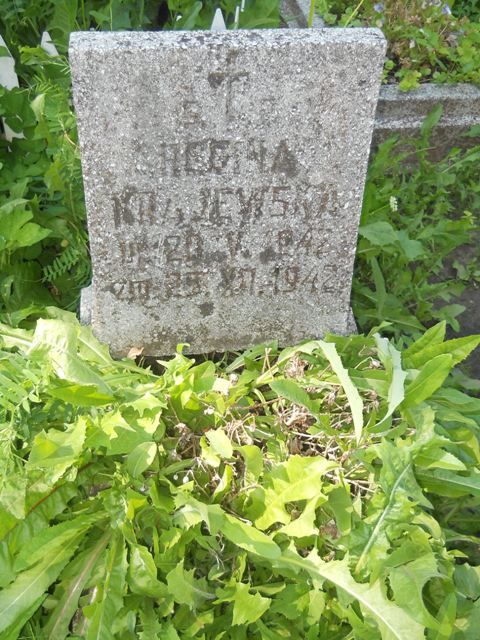 S. † P.
REGINA
KRAJEWSKA
UR. 20. V. 1942
ZM. 25. XII. 1942